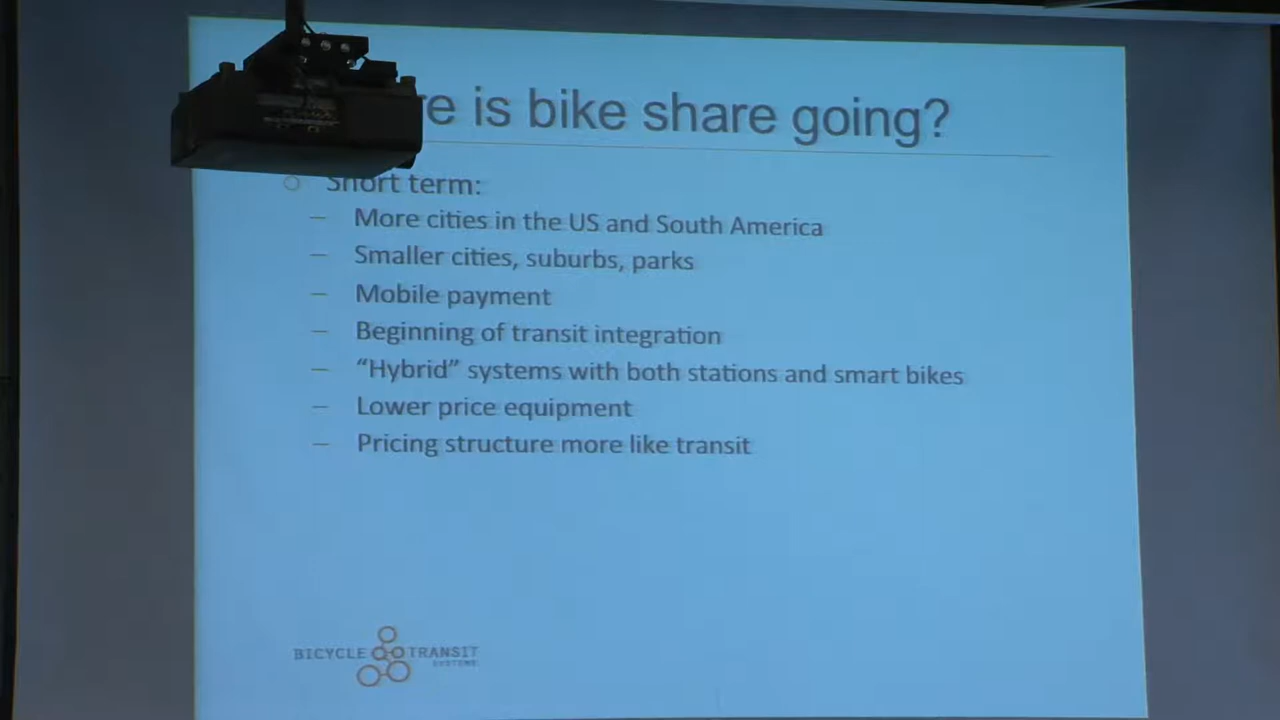 is bike share going?
Short term:
– More cities in the US and South America
– Smaller cities, suburbs, parks
– Mobile payment
– Beginning of transit integration
– “Hybrid” systems with both stations and smart bikes
– Lower price equipment
– Pricing structure more like transit
BICYCLE TRANSIT
SYSTEMS